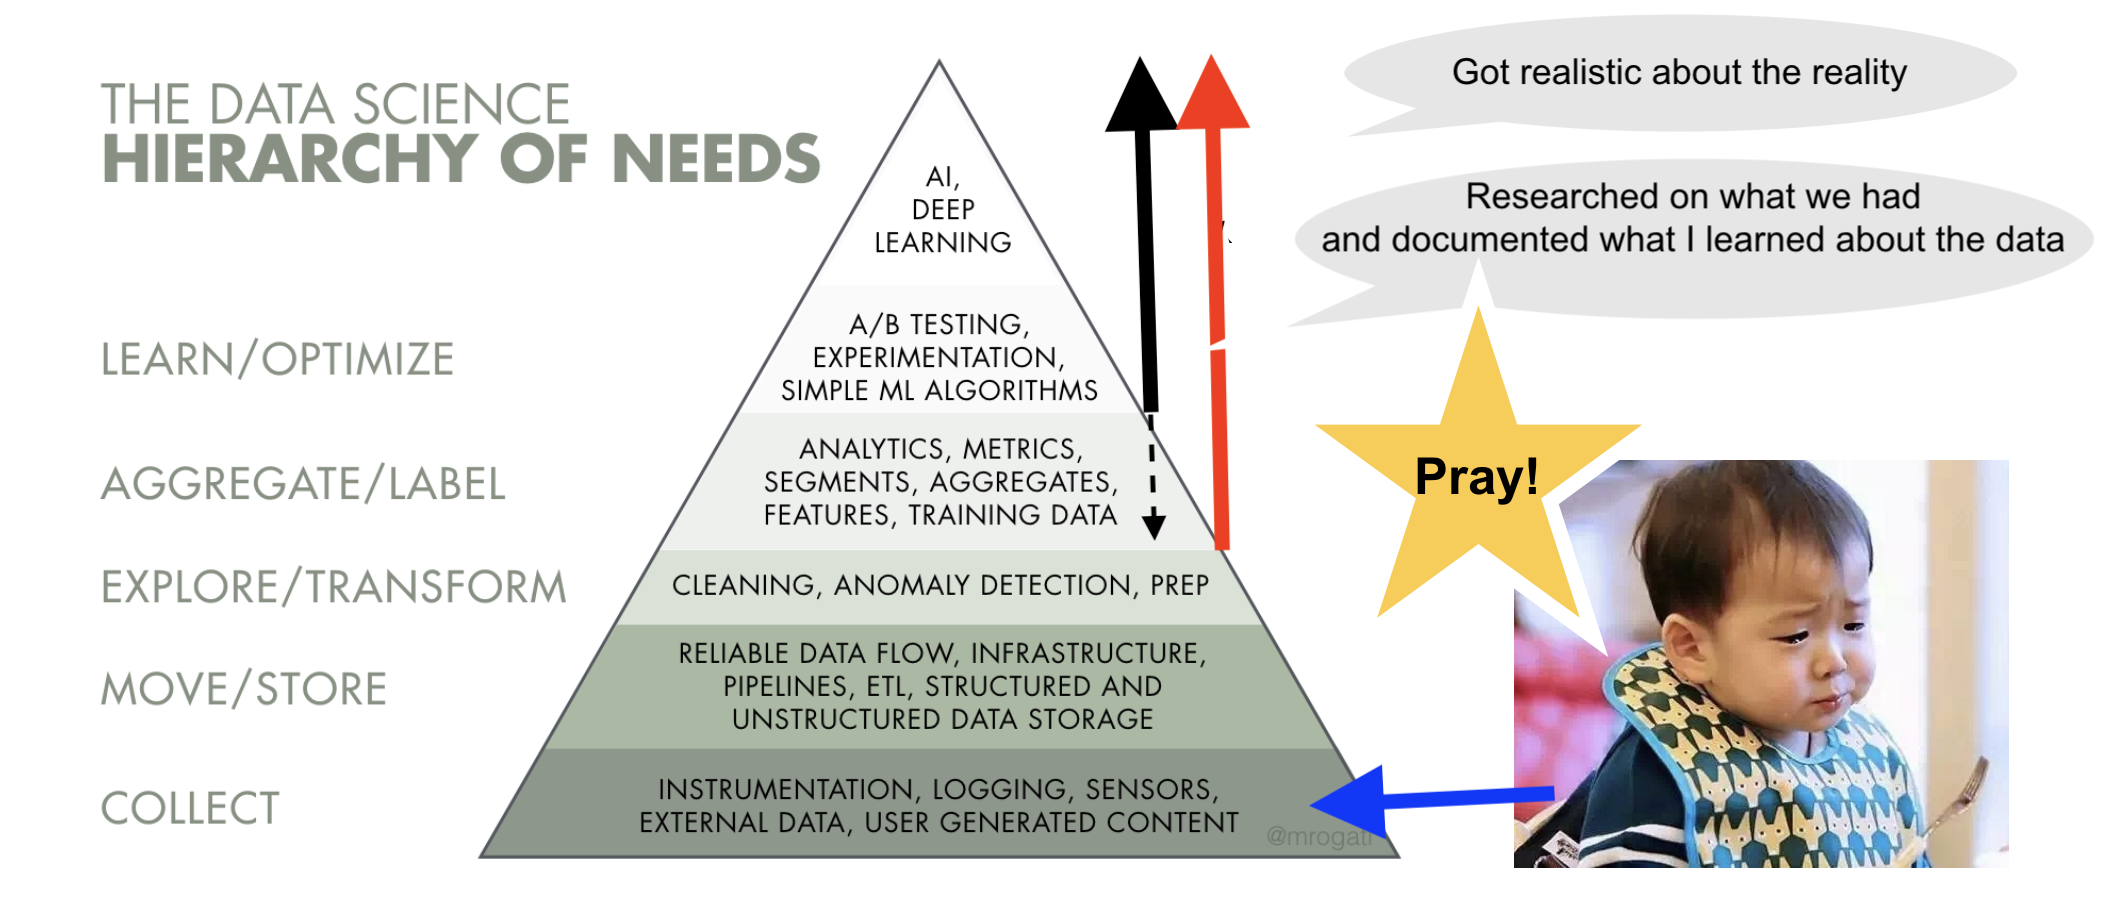 THE DATA SCIENCE
HIERARCHY OF NEEDS
LEARN/OPTIMIZE
AGGREGATE/LABEL
EXPLORE/TRANSFORM
MOVE/STORE
COLLECT
AI,
DEEP
LEARNING
A/B TESTING,
EXPERIMENTATION,
SIMPLE ML ALGORITHMS
ANALYTICS, METRICS,
SEGMENTS, AGGREGATES,
FEATURES, TRAINING DATA
CLEANING, ANOMALY DETECTION, PREP
RELIABLE DATA FLOW, INFRASTRUCTURE,
PIPELINES, ETL, STRUCTURED AND
UNSTRUCTURED DATA STORAGE
INSTRUMENTATION, LOGGING, SENSORS,
EXTERNAL DATA, USER GENERATED CONTENT
@mrogati
Got realistic about the reality
Researched on what we had
and documented what I learned about the data
Pray!